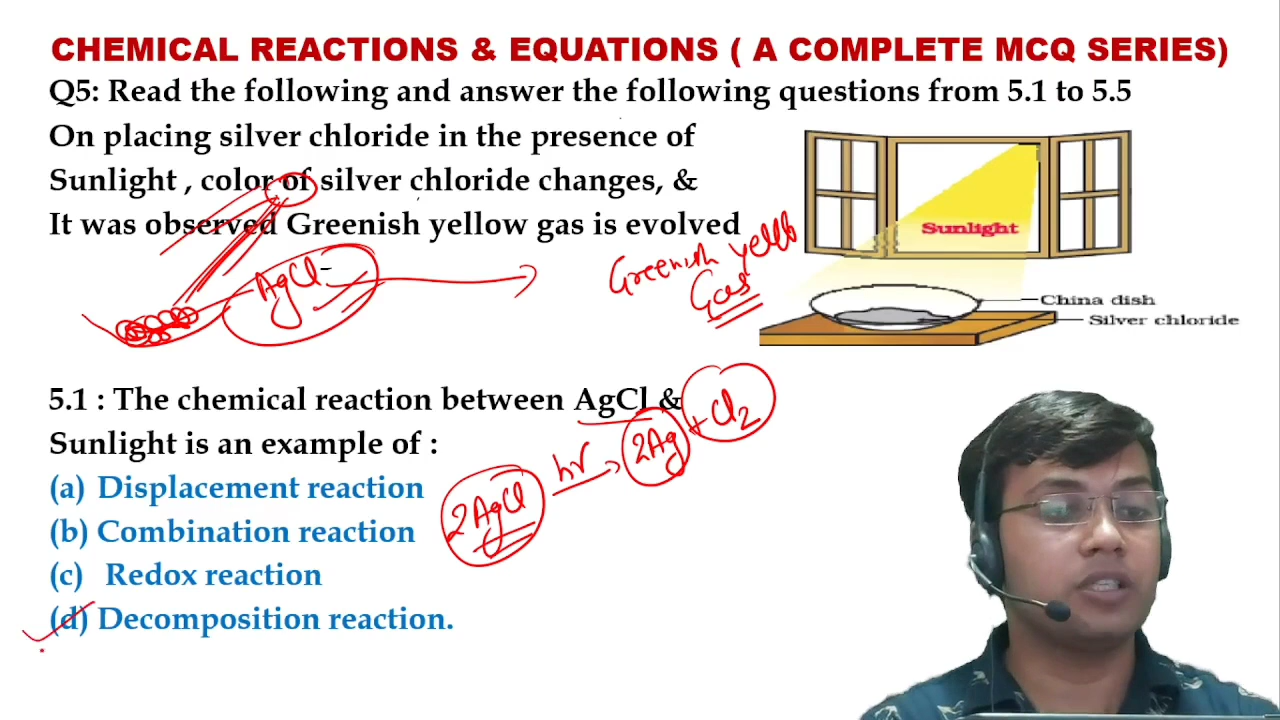 CHEMICAL REACTIONS & EQUATIONS ( A COMPLETE MCQ SERIES)
Q5: Read the following and answer the following questions from 5.1 to 5.5
On placing silver chloride in the presence of
Sunlight , color of silver chloride changes, &
It was observed Greenish yellow gas is evolved
AgCl
Greenish yello
Gas
Sunlight
China dish
Silver chloride
5.1 : The chemical reaction between AgCl &
Sunlight is an example of :
2AgCl hν 2Ag + Cl2
(a) Displacement reaction
(b) Combination reaction
(c) Redox reaction
(d) Decomposition reaction.